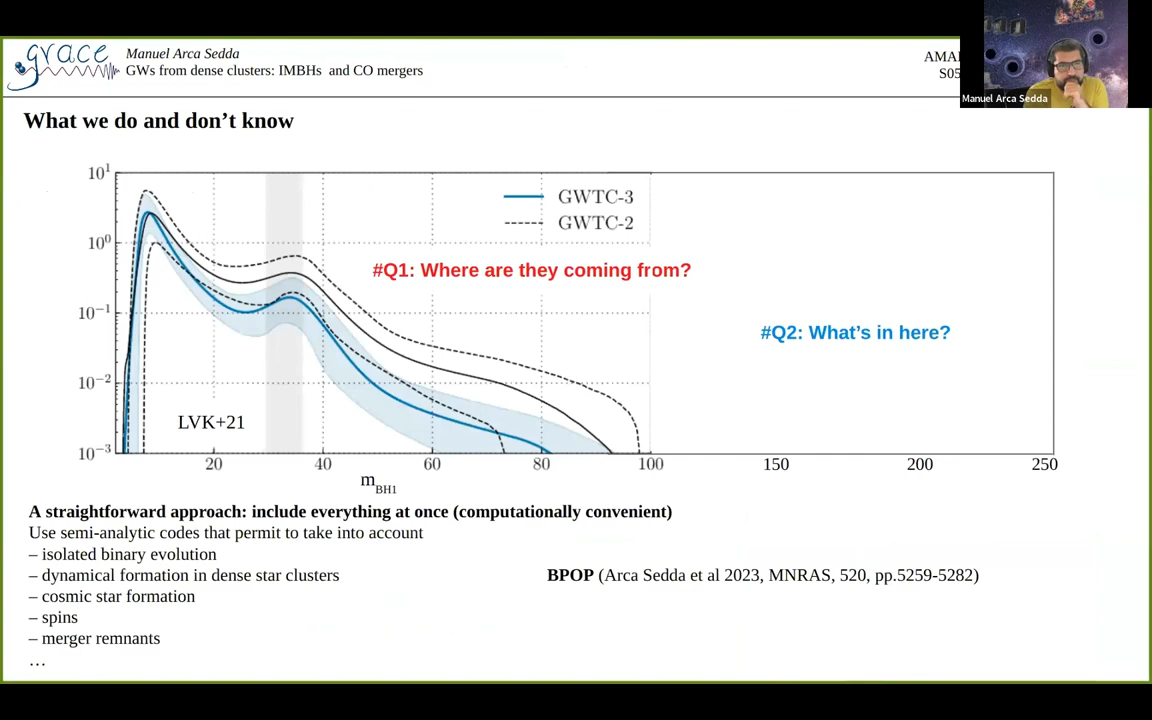 grace
Manuel Arca Sedda
GWs from dense clusters: IMBHs and CO mergers
AMA
S05
Manuel Arca Sedda
What we do and don't know
10¹
10⁰
10⁻¹
10⁻²
10⁻³
GWTC-3
GWTC-2
#Q1: Where are they coming from?
#Q2: What's in here?
LVK+21
20 40 60 80 100 150 200 250
m_BH1
A straightforward approach: include everything at once (computationally convenient)
Use semi-analytic codes that permit to take into account
– isolated binary evolution
– dynamical formation in dense star clusters
BPOP (Arca Sedda et al 2023, MNRAS, 520, pp.5259-5282)
– cosmic star formation
– spins
– merger remnants
…